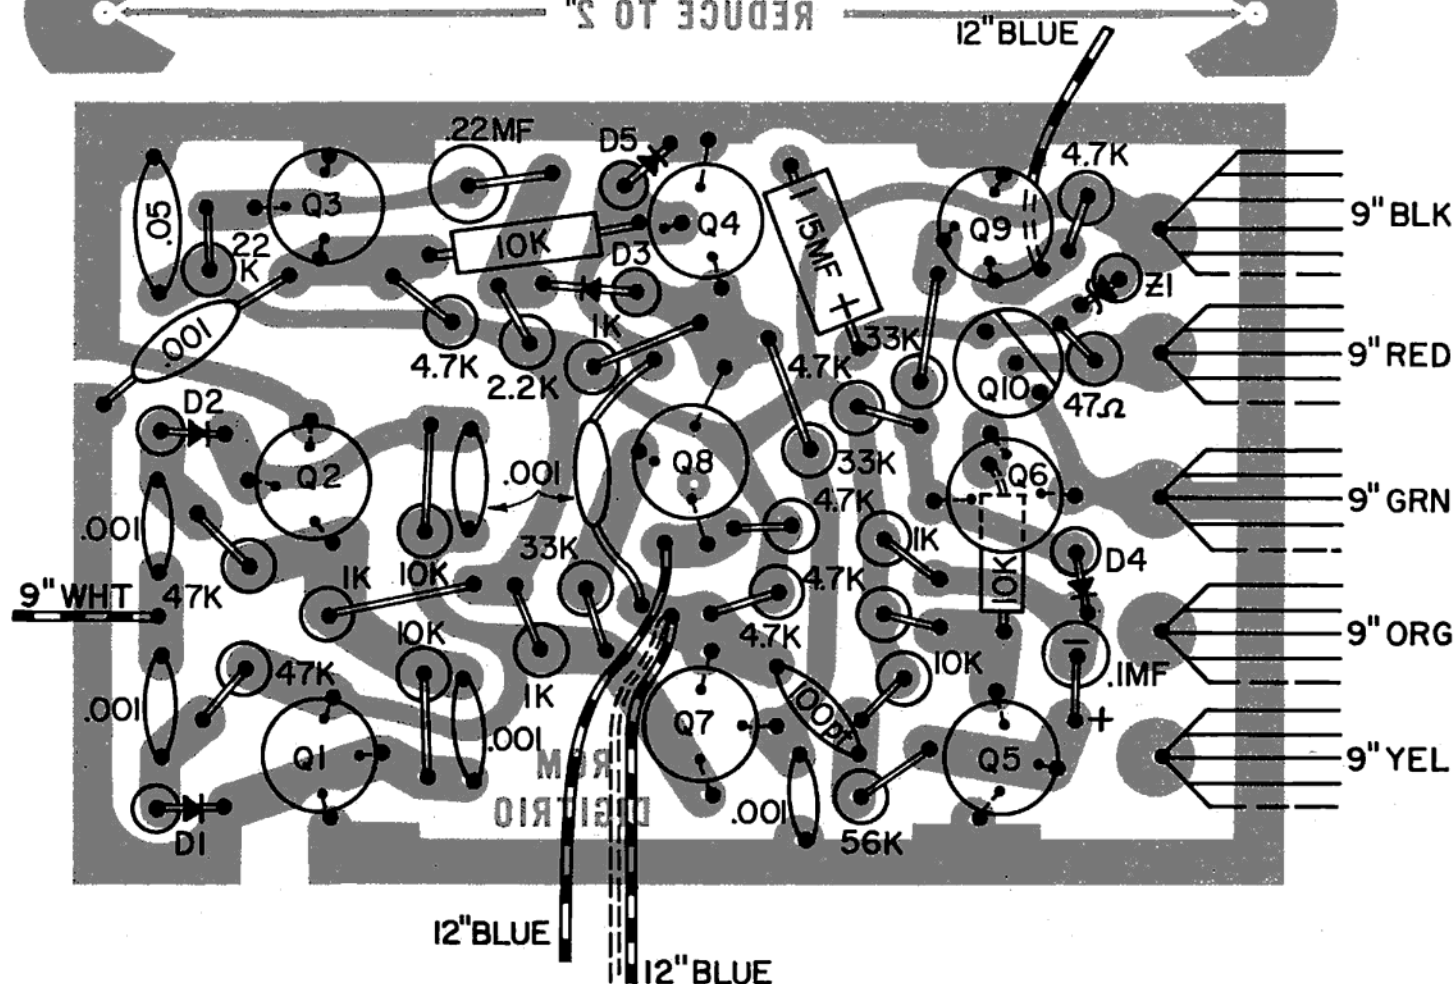 REDUCE TO 2"
12" BLUE
.22MF
D5
4.7K
.05
Q3
22
K
10K
Q4
D3
15MF
+
Q9
Z1
9" BLK
.001
4.7K
2.2K
1K
33K
4.7K
Q10
47Ω
9" RED
D2
Q2
.001
Q8
33K
Q6
9" GRN
.001
4.7K
1K
33K
10K
10K
D4
9" WHT
47K
1K
4.7K
10K
4.7K
9" ORG
47K
1K
10K
.1MF
.001
Q1
.001
Q7
100pf
Q5
+
9" YEL
RGM
DIGITRIO
D1
.001
56K
12" BLUE
12" BLUE